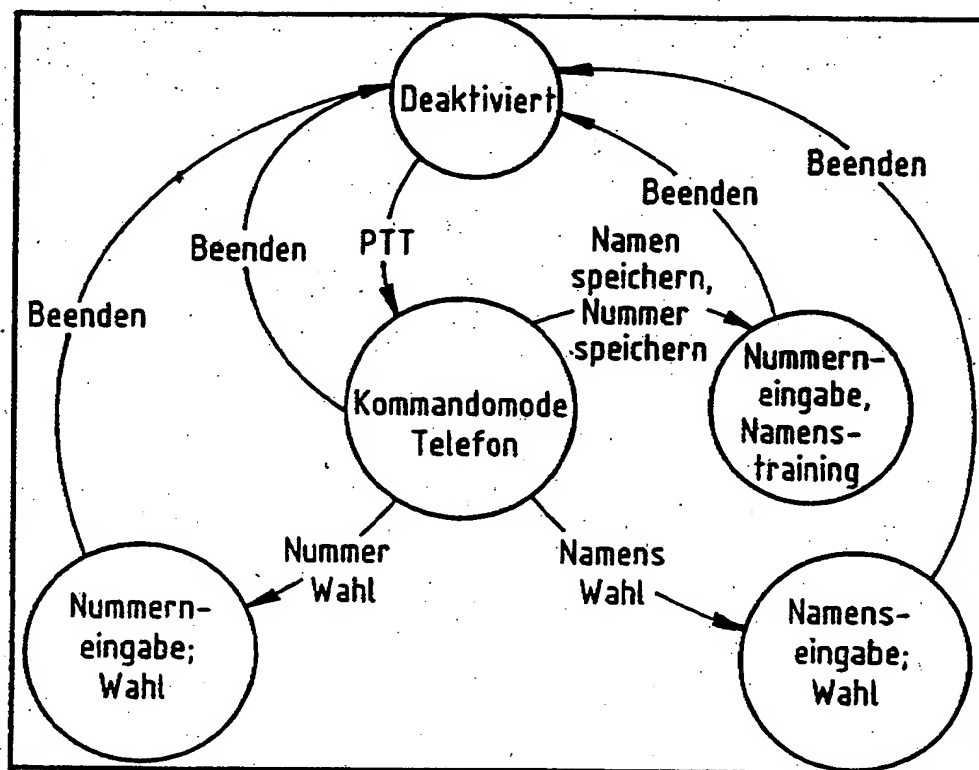 Deaktiviert
Beenden
Beenden
PTT
Beenden
Beenden
Namen
speichern,
Nummer
speichern
Kommandomode
Telefon
Nummern-
eingabe,
Namens-
training
Nummer
Wahl
Namens
Wahl
Nummern-
eingabe;
Wahl
Namens-
eingabe;
Wahl